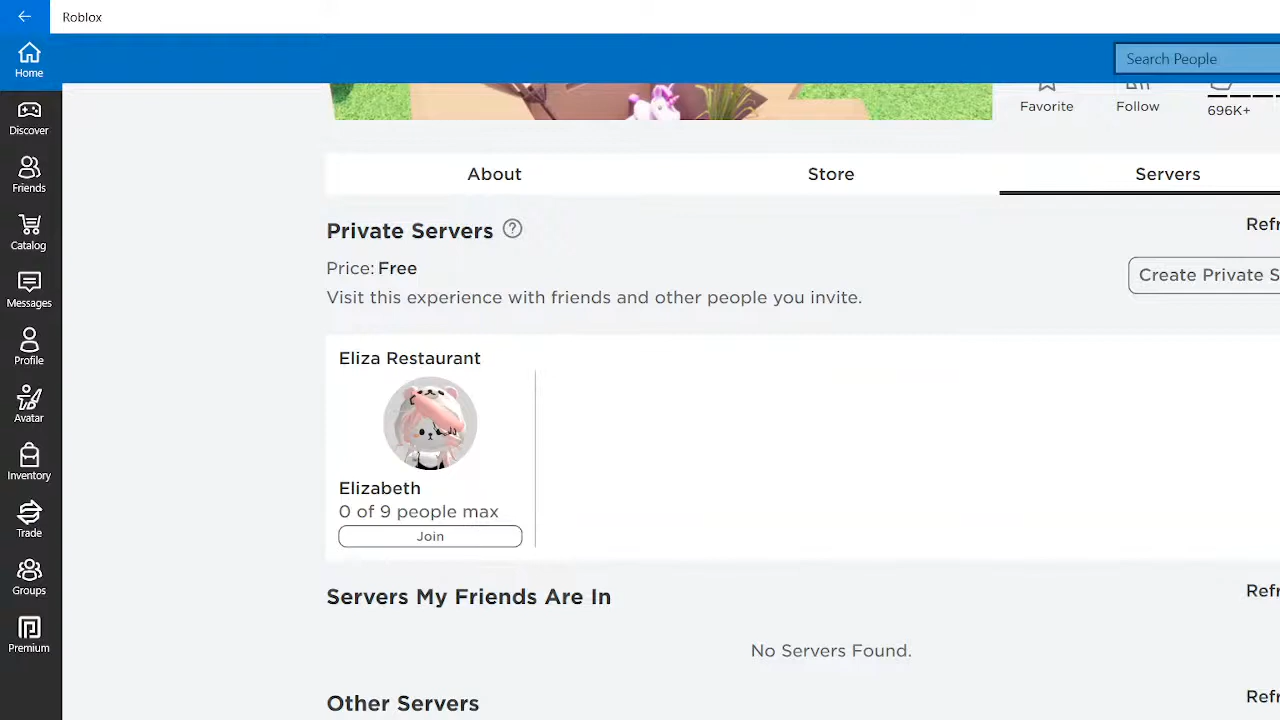 Roblox
Home
Search People
Discover
Friends
Catalog
Messages
Profile
Avatar
Inventory
Trade
Groups
Premium
Favorite
Follow
696K+
About
Store
Servers
Private Servers
Refr
Price: Free
Create Private S
Visit this experience with friends and other people you invite.
Eliza Restaurant
Elizabeth
0 of 9 people max
Join
Servers My Friends Are In
Refr
No Servers Found.
Other Servers
Refr